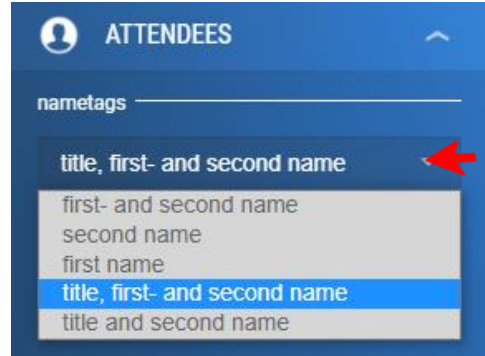 ATTENDEES
nametags
title, first- and second name
first- and second name
second name
first name
title, first- and second name
title and second name